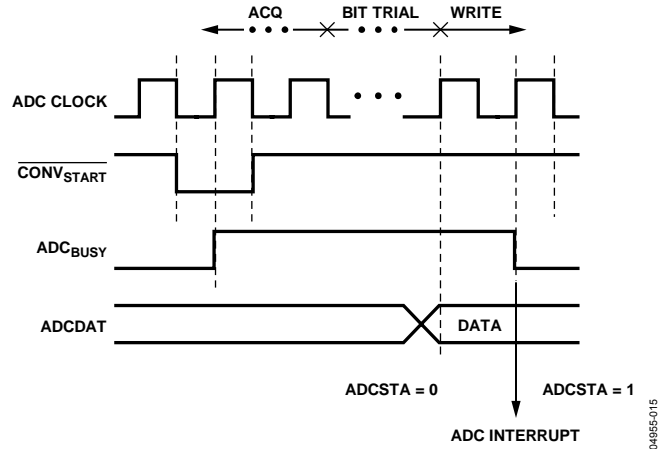 ACQ BIT TRIAL WRITE
ADC CLOCK
CONVSTART
ADCBUSY
ADCDAT
DATA
ADCSTA = 0 ADCSTA = 1
ADC INTERRUPT
04955-015